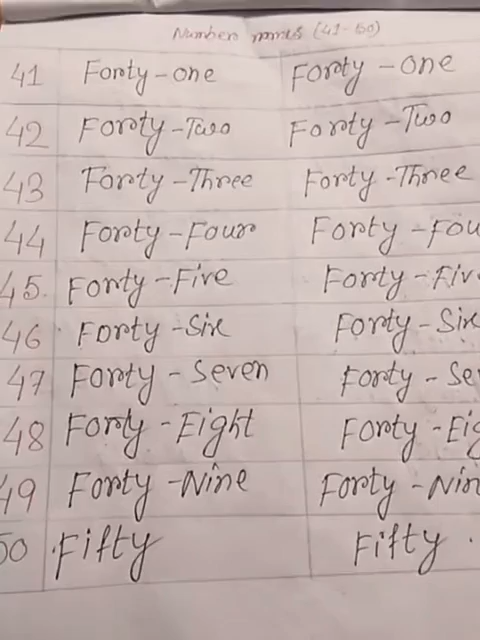 Number names (41-50)
41 Forty-one Forty-one
42 Forty-Two Forty-Two
43 Forty-Three Forty-Three
44 Forty-Four Forty-Fou
45. Forty-Five Forty-Fiv
46 Forty-Six Forty-Six
47 Forty-Seven Forty-Se
48 Forty-Eight Forty-Eig
49 Forty-Nine Forty-Nin
50 Fifty Fifty.